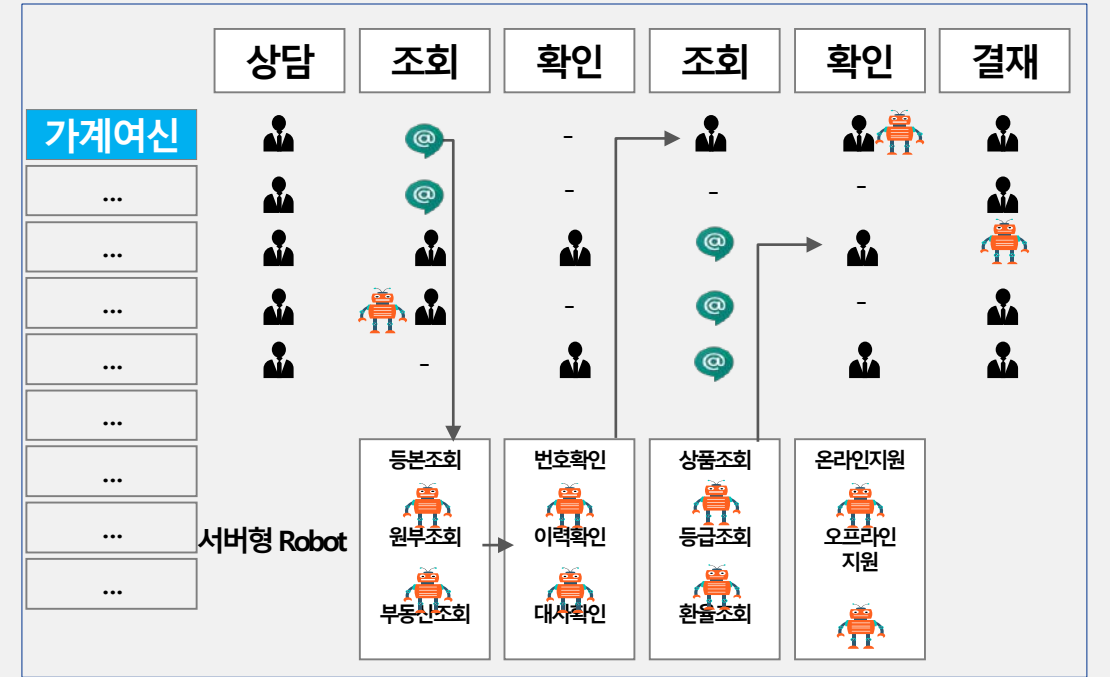 상담 조회 확인 조회 확인 결재
가계여신 @ -
... @ - - -
... @
... - @ -
... - @
...
...
...
...
서버형 Robot
등본조회
원부조회
부동산조회
번호확인
이력확인
대사확인
상품조회
등급조회
환율조회
온라인지원
오프라인
지원